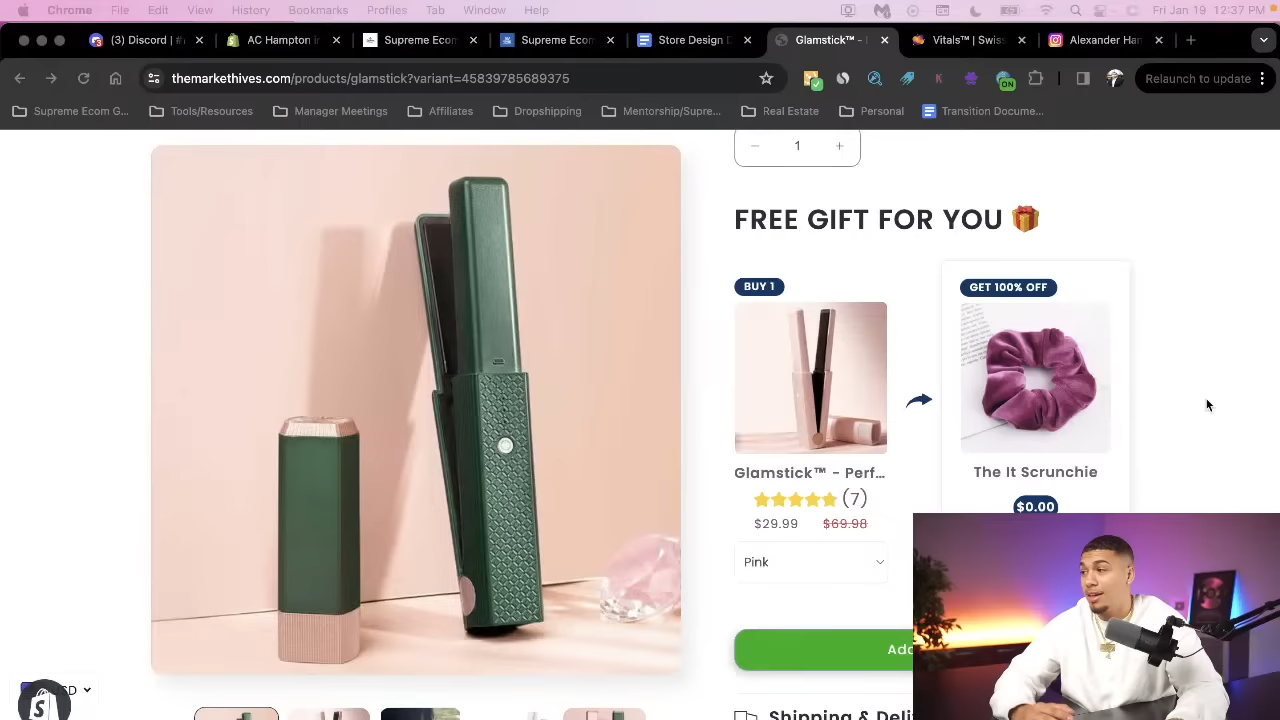 Chrome File Edit View History Bookmarks Profiles Tab Window Help Fri Jan 19 12:37 PM
(3) Discord | #
AC Hampton
Supreme Ecom
Supreme Ecom
Store Design D
Glamstick™ -
Vitals™ | Swiss
Alexander Har
themarkethives.com/products/glamstick?variant=45839785689375
ON
Relaunch to update
Supreme Ecom G...
Tools/Resources
Manager Meetings
Affiliates
Dropshipping
Mentorship/Supre...
Real Estate
Personal
Transition Docume...
− 1 +
FREE GIFT FOR YOU 🎁
BUY 1
GET 100% OFF
Glamstick™ - Perf...
The It Scrunchie
(7)
$0.00
$29.99 $69.98
Pink
Shipping &